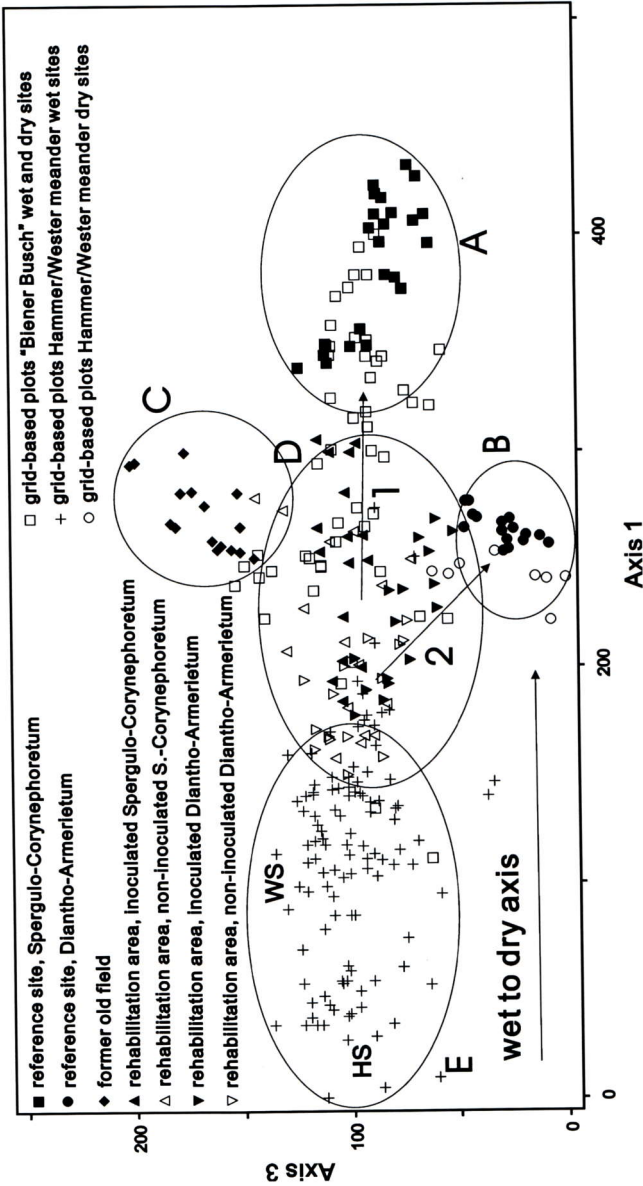 □ grid-based plots "Biener Busch" wet and dry sites
+ grid-based plots Hammer/Wester meander wet sites
○ grid-based plots Hammer/Wester meander dry sites
■ reference site, Spergulo-Corynephoretum
● reference site, Diantho-Armerietum
◆ former old field
▲ rehabilitation area, inoculated Spergulo-Corynephoretum
△ rehabilitation area, non-inoculated S.-Corynephoretum
▼ rehabilitation area, inoculated Diantho-Armerietum
▽ rehabilitation area, non-inoculated Diantho-Armerietum
A
B
C
D
E
WS
HS
1
2
wet to dry axis
Axis 3
200
100
0
0
200
400
Axis 1